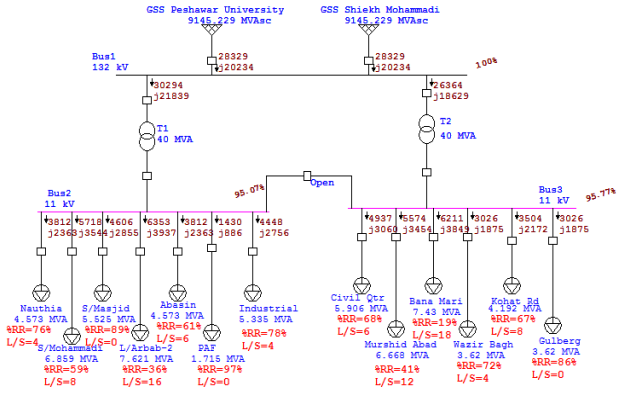 GSS Peshawar University
9145.229 MVAsc
GSS Shiekh Mohammadi
9145.229 MVAsc
28329
j20234
28329
j20234
Bus1
132 kV
100%
30294
j21839
26364
j18629
T1
40 MVA
T2
40 MVA
Bus2
11 kV
95.07%
Open
Bus3
11 kV
95.77%
3812
j2363
5718
j3544
4606
j2855
6353
j3937
3812
j2363
1430
j886
4448
j2756
4937
j3060
5574
j3454
6211
j3849
3026
j1875
3504
j2172
3026
j1875
Nauthia
4.573 MVA
%RR=76%
L/S=4
S/Mohammadi
6.859 MVA
%RR=59%
L/S=8
S/Masjid
5.525 MVA
%RR=89%
L/S=0
L/Arbab-2
7.621 MVA
%RR=36%
L/S=16
Abasin
4.573 MVA
%RR=61%
L/S=6
PAF
1.715 MVA
%RR=97%
L/S=0
Industrial
5.335 MVA
%RR=78%
L/S=4
Civil Qtr
5.906 MVA
%RR=68%
L/S=6
Murshid Abad
6.668 MVA
%RR=41%
L/S=12
Bana Mari
7.43 MVA
%RR=19%
L/S=18
Wazir Bagh
3.62 MVA
%RR=72%
L/S=4
Kohat Rd
4.192 MVA
%RR=67%
L/S=8
Gulberg
3.62 MVA
%RR=86%
L/S=0